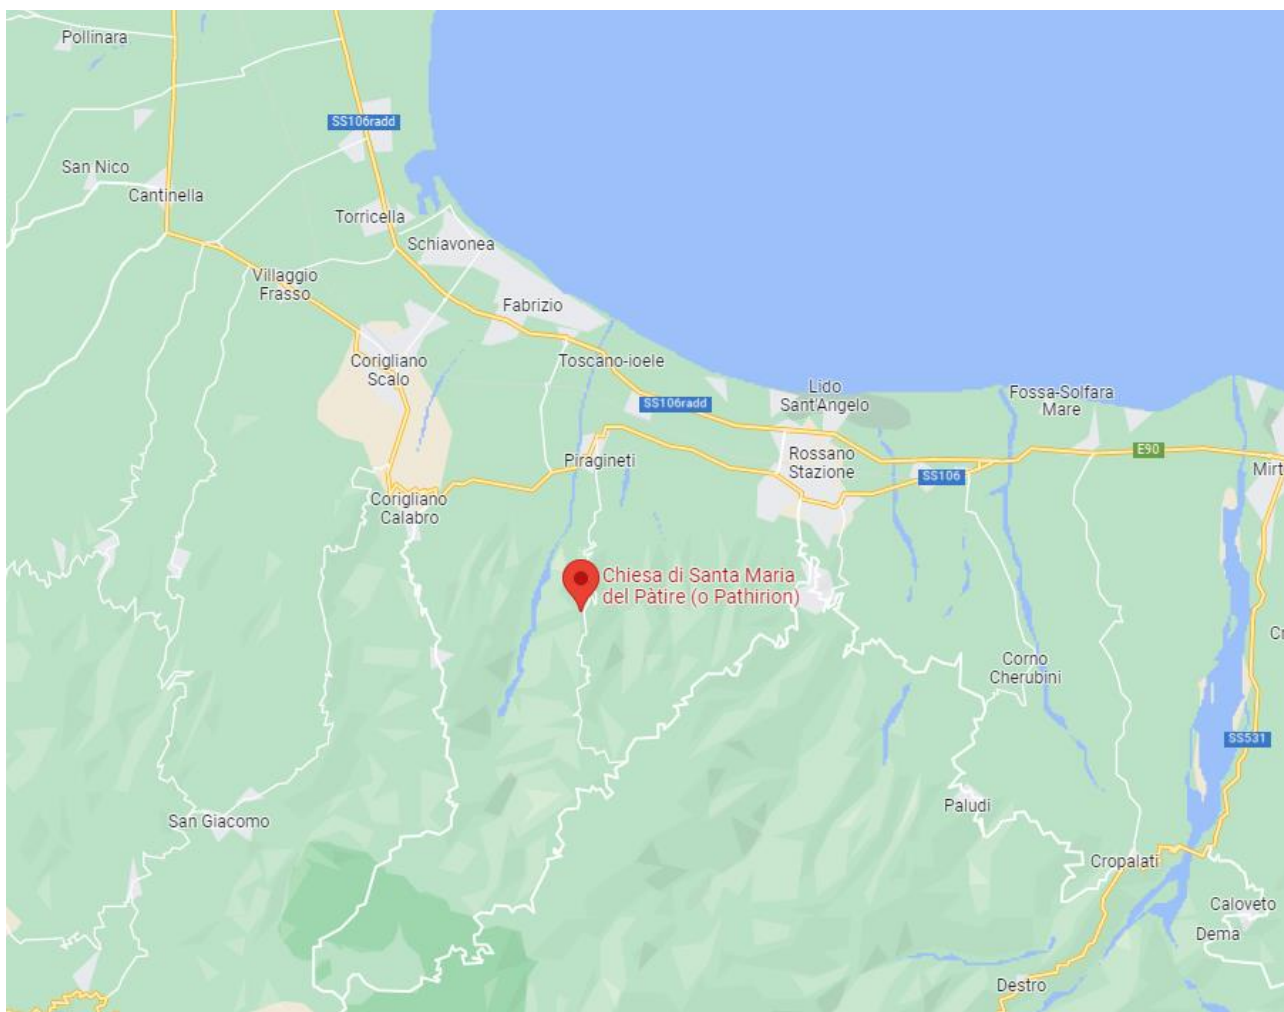 Pollinara
SS106radd
San Nico
Cantinella
Torricella
Schiavonea
Villaggio
Frasso
Fabrizio
Corigliano
Scalo
Toscano-ioele
Lido
Sant'Angelo
Fossa-Solfara
Mare
SS106radd
Rossano
Stazione
E90
Piragineti
SS106
Mirt
Corigliano
Calabro
Chiesa di Santa Maria
del Pàtire (o Pathirion)
Cr
Corno
Cherubini
SS531
San Giacomo
Paludi
Cropalati
Caloveto
Dema
Destro